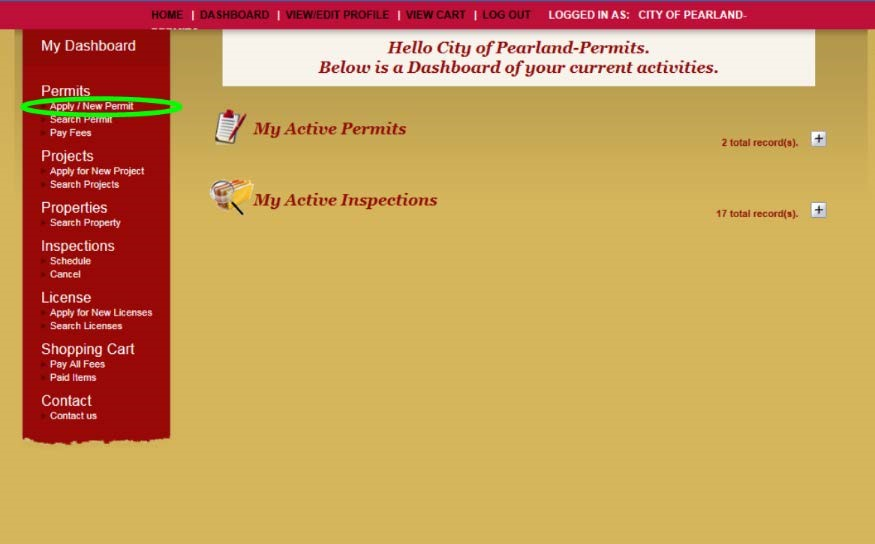 HOME | DASHBOARD | VIEW/EDIT PROFILE | VIEW CART | LOG OUT LOGGED IN AS: CITY OF PEARLAND-
My Dashboard
Hello City of Pearland-Permits.
Below is a Dashboard of your current activities.
Permits
Apply / New Permit
Search Permit
Pay Fees
Projects
Apply for New Project
Search Projects
Properties
Search Property
Inspections
Schedule
Cancel
License
Apply for New Licenses
Search Licenses
Shopping Cart
Pay All Fees
Paid Items
Contact
Contact us
My Active Permits
2 total record(s). +
My Active Inspections
17 total record(s). +